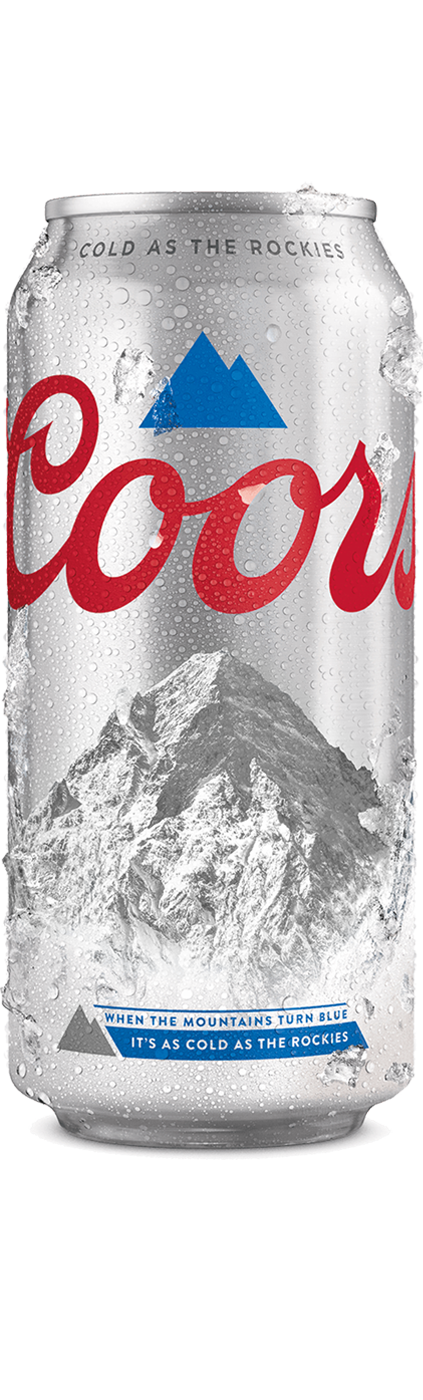 COLD AS THE ROCKIES
Coors
WHEN THE MOUNTAINS TURN BLUE
IT'S AS COLD AS THE ROCKIES